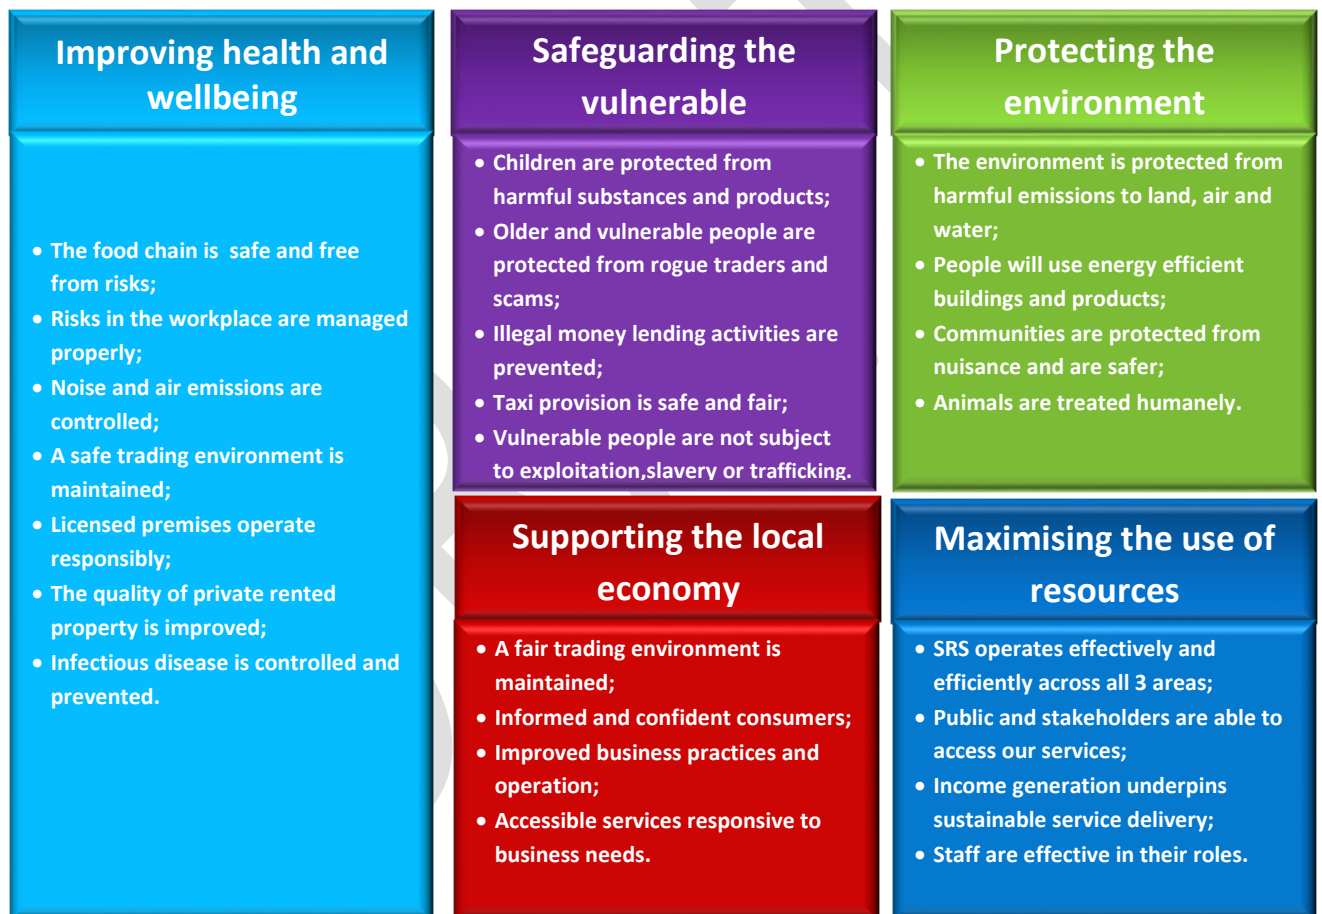 Improving health and
wellbeing
• The food chain is  safe and free
from risks;
• Risks in the workplace are managed
properly;
• Noise and air emissions are
controlled;
• A safe trading environment is
maintained;
• Licensed premises operate
responsibly;
• The quality of private rented
property is improved;
• Infectious disease is controlled and
prevented.
Safeguarding the
vulnerable
• Children are protected from
harmful substances and products;
• Older and vulnerable people are
protected from rogue traders and
scams;
• Illegal money lending activities are
prevented;
• Taxi provision is safe and fair;
• Vulnerable people are not subject
to exploitation,slavery or trafficking.
Protecting the
environment
• The environment is protected from
harmful emissions to land, air and
water;
• People will use energy efficient
buildings and products;
• Communities are protected from
nuisance and are safer;
• Animals are treated humanely.
Supporting the local
economy
• A fair trading environment is
maintained;
• Informed and confident consumers;
• Improved business practices and
operation;
• Accessible services responsive to
business needs.
Maximising the use of
resources
• SRS operates effectively and
efficiently across all 3 areas;
• Public and stakeholders are able to
access our services;
• Income generation underpins
sustainable service delivery;
• Staff are effective in their roles.